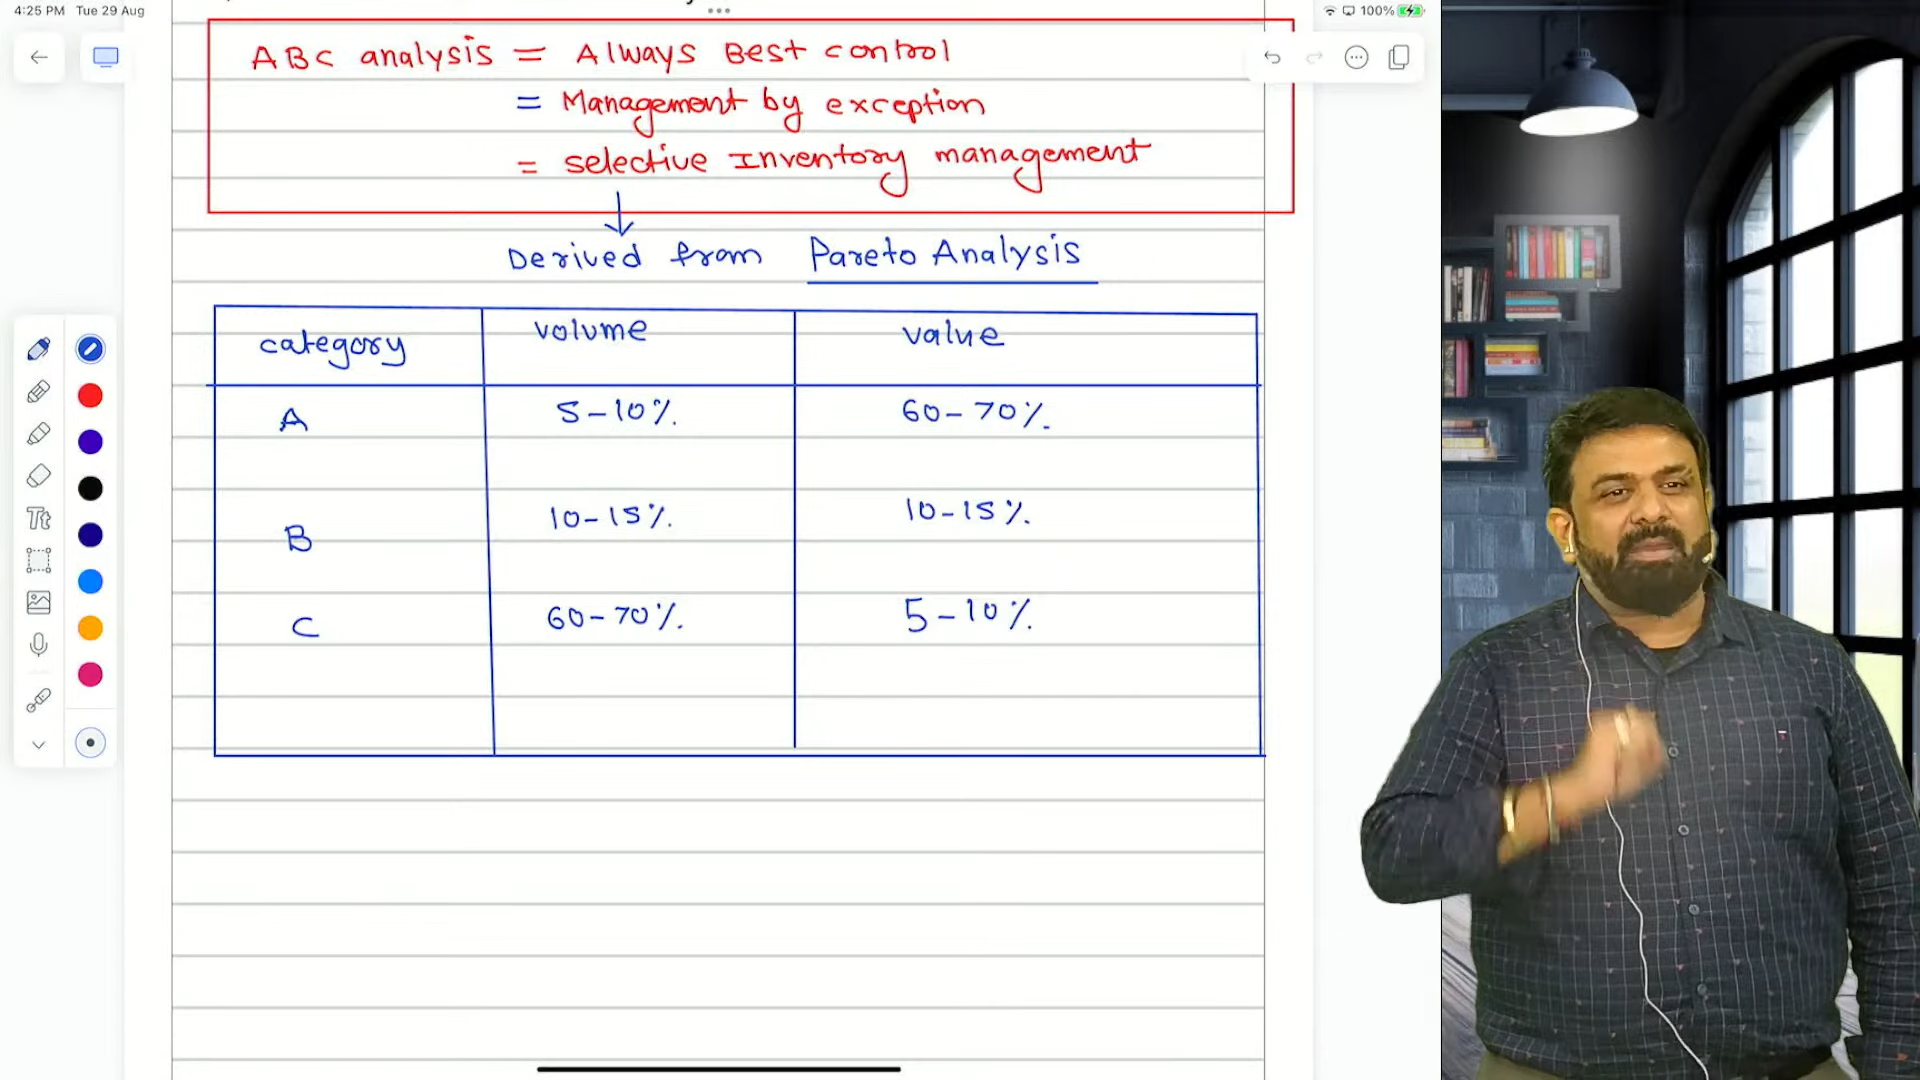 4:25 PM Tue 29 Aug
100%
ABC analysis = Always Best control
= Management by exception
= selective Inventory management
Derived from Pareto Analysis
category volume value
A 5-10% 60-70%
B 10-15% 10-15%
C 60-70% 5-10%
Tt